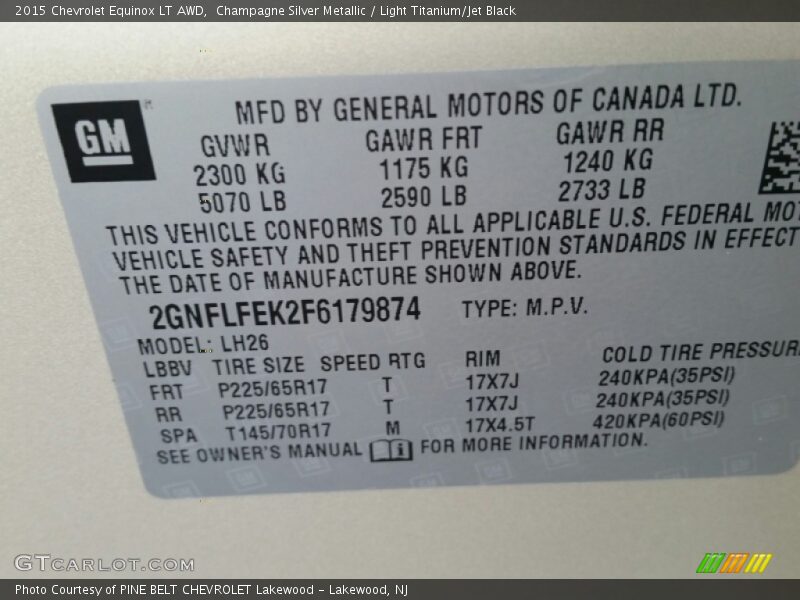 2015 Chevrolet Equinox LT AWD,  Champagne Silver Metallic / Light Titanium/Jet Black
MFD BY GENERAL MOTORS OF CANADA LTD.
GM
GVWR GAWR FRT GAWR RR
2300 KG 1175 KG 1240 KG
5070 LB 2590 LB 2733 LB
THIS VEHICLE CONFORMS TO ALL APPLICABLE U.S. FEDERAL MO
VEHICLE SAFETY AND THEFT PREVENTION STANDARDS IN EFFECT
THE DATE OF MANUFACTURE SHOWN ABOVE.
2GNFLFEK2F6179874 TYPE: M.P.V.
MODEL: LH26
LBBV TIRE SIZE SPEED RTG RIM COLD TIRE PRESSUR
FRT P225/65R17 T 17X7J 240KPA(35PSI)
RR P225/65R17 T 17X7J 240KPA(35PSI)
SPA T145/70R17 M 17X4.5T 420KPA(60PSI)
SEE OWNER'S MANUAL i FOR MORE INFORMATION.
GTCARLOT.COM
Photo Courtesy of PINE BELT CHEVROLET Lakewood - Lakewood, NJ